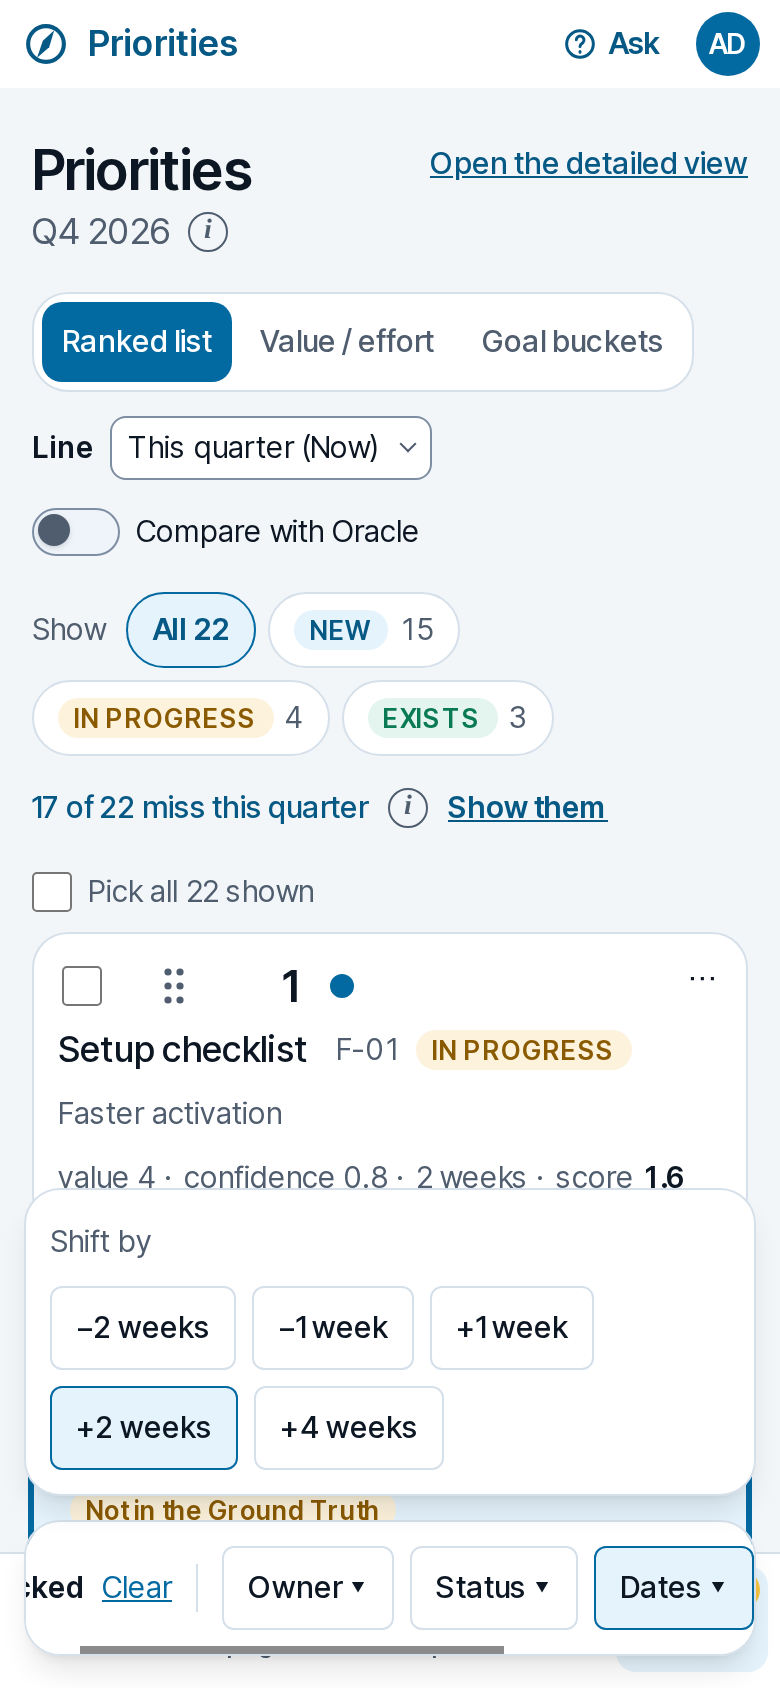 Priorities
Ask
AD
Priorities
Open the detailed view
Q4 2026 i
Ranked list
Value / effort
Goal buckets
Line
This quarter (Now)
Compare with Oracle
Show
All 22
NEW 15
IN PROGRESS 4
EXISTS 3
17 of 22 miss this quarter i Show them
Pick all 22 shown
1
...
Setup checklist F-01 IN PROGRESS
Faster activation
value 4 · confidence 0.8 · 2 weeks · score 1.6
Shift by
−2 weeks
−1 week
+1 week
+2 weeks
+4 weeks
Not in the Ground Truth
cked Clear
Owner ▾
Status ▾
Dates ▾